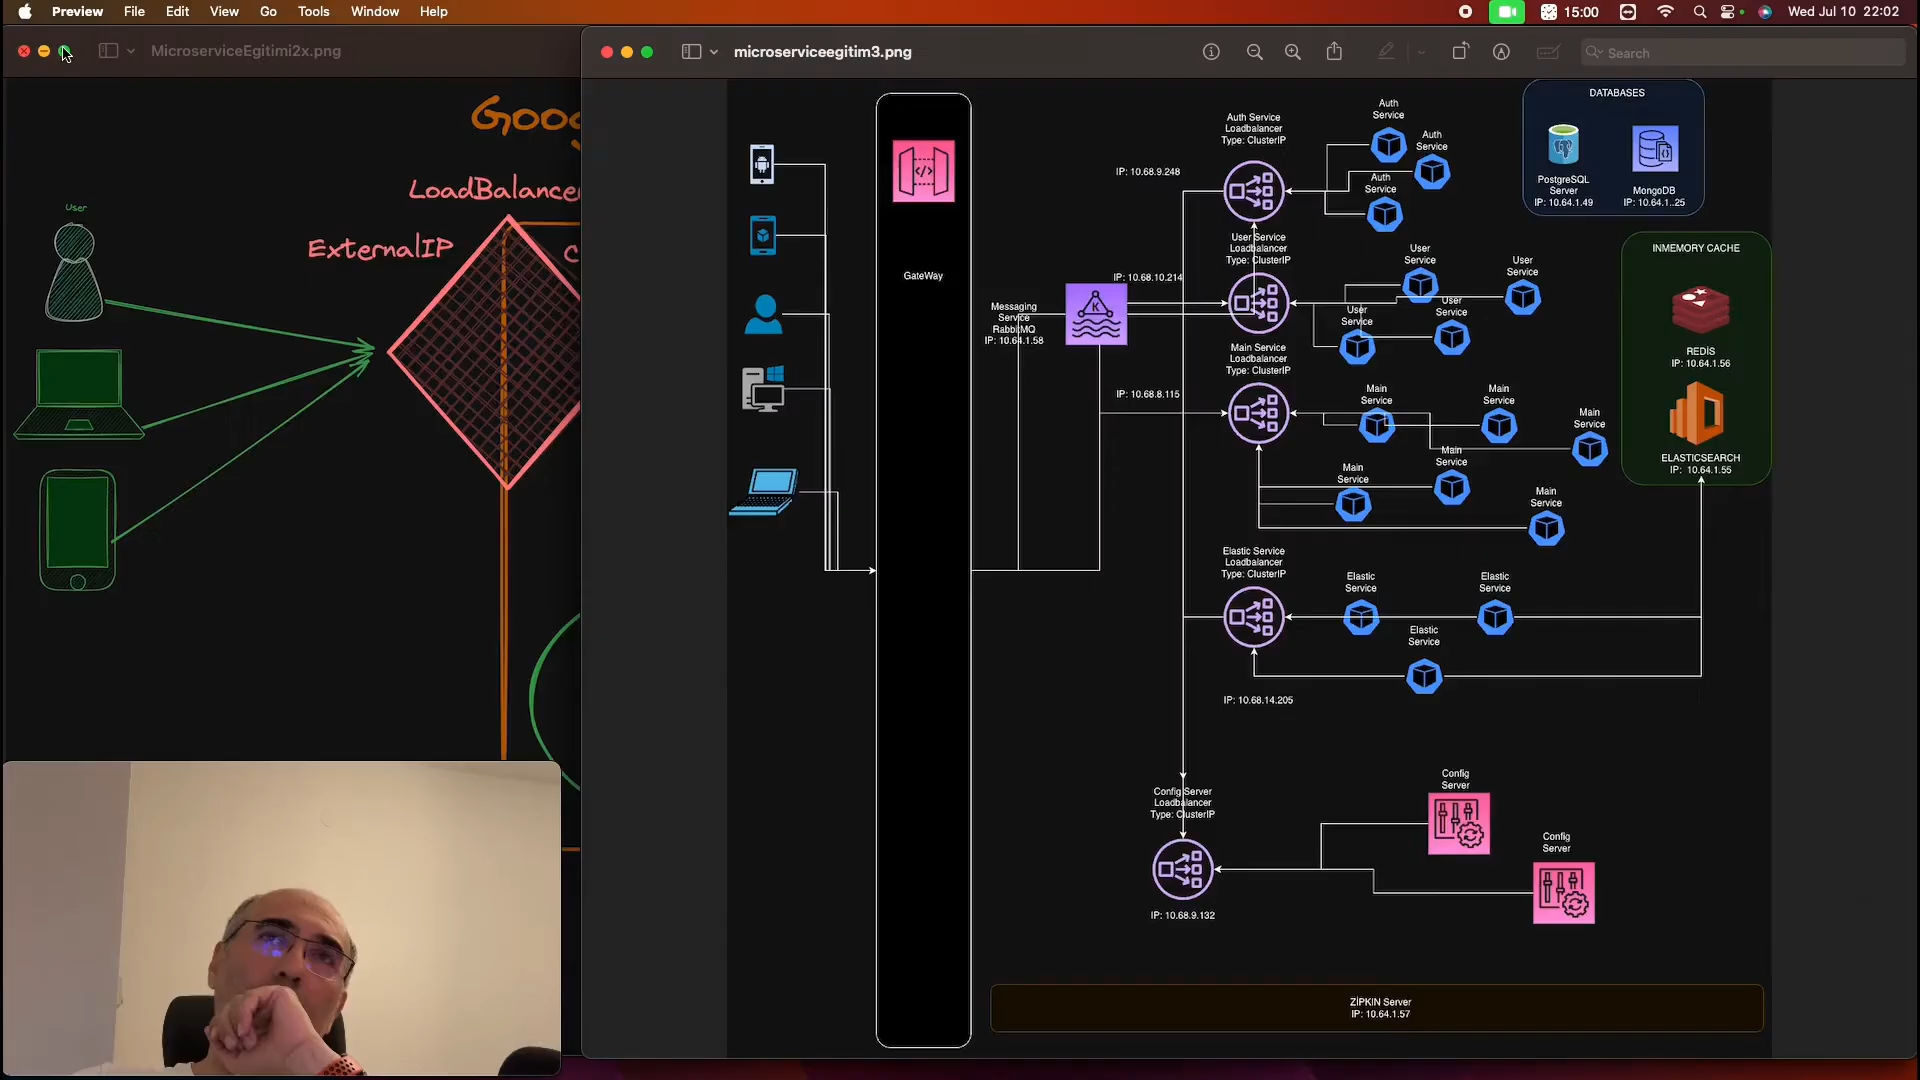 Preview File Edit View Go Tools Window Help
15:00
Wed Jul 10 22:02
MicroserviceEgitimi2x.png
microserviceegitim3.png
Search
LoadBalancer
ExternalIP
User
GateWay
Messaging
Service
RabbitMQ
IP: 10.64.1.58
IP: 10.68.9.248
Auth Service
Loadbalancer
Type: ClusterIP
Auth
Service
Auth
Service
Auth
Service
IP: 10.68.10.214
User Service
Loadbalancer
Type: ClusterIP
User
Service
User
Service
User
Service
User
Service
IP: 10.68.8.115
Main Service
Loadbalancer
Type: ClusterIP
Main
Service
Main
Service
Main
Service
Main
Service
Main
Service
Main
Service
Elastic Service
Loadbalancer
Type: ClusterIP
Elastic
Service
Elastic
Service
Elastic
Service
IP: 10.68.14.205
Config Server
Loadbalancer
Type: ClusterIP
IP: 10.68.9.132
Config
Server
Config
Server
DATABASES
PostgreSQL
Server
IP: 10.64.1.49
MongoDB
IP: 10.64.1..25
INMEMORY CACHE
REDİS
IP: 10.64.1.56
ELASTICSEARCH
IP: 10.64.1.55
ZİPKIN Server
IP: 10.64.1.57